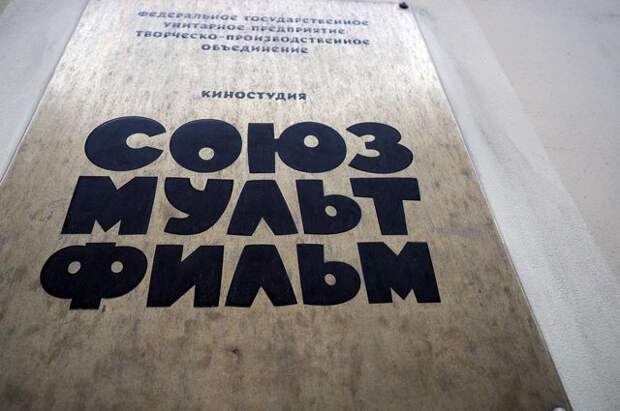 ФЕДЕРАЛЬНОЕ ГОСУДАРСТВЕННОЕ
УНИТАРНОЕ ПРЕДПРИЯТИЕ
ТВОРЧЕСКО-ПРОИЗВОДСТВЕННОЕ
ОБЪЕДИНЕНИЕ
КИНОСТУДИЯ
СОЮЗ
МУЛЬТ
ФИЛЬМ